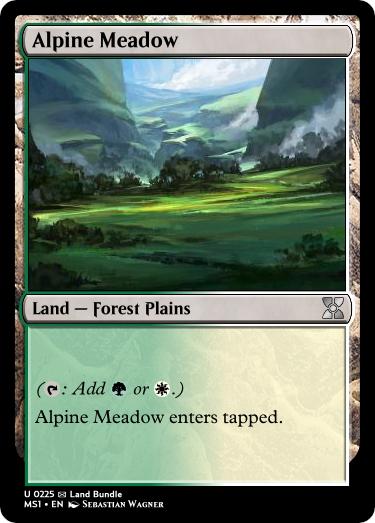 Alpine Meadow
Land — Forest Plains
(: Add or .)
Alpine Meadow enters tapped.
U 0225 Land Bundle
MS1 • EN Sebastian Wagner